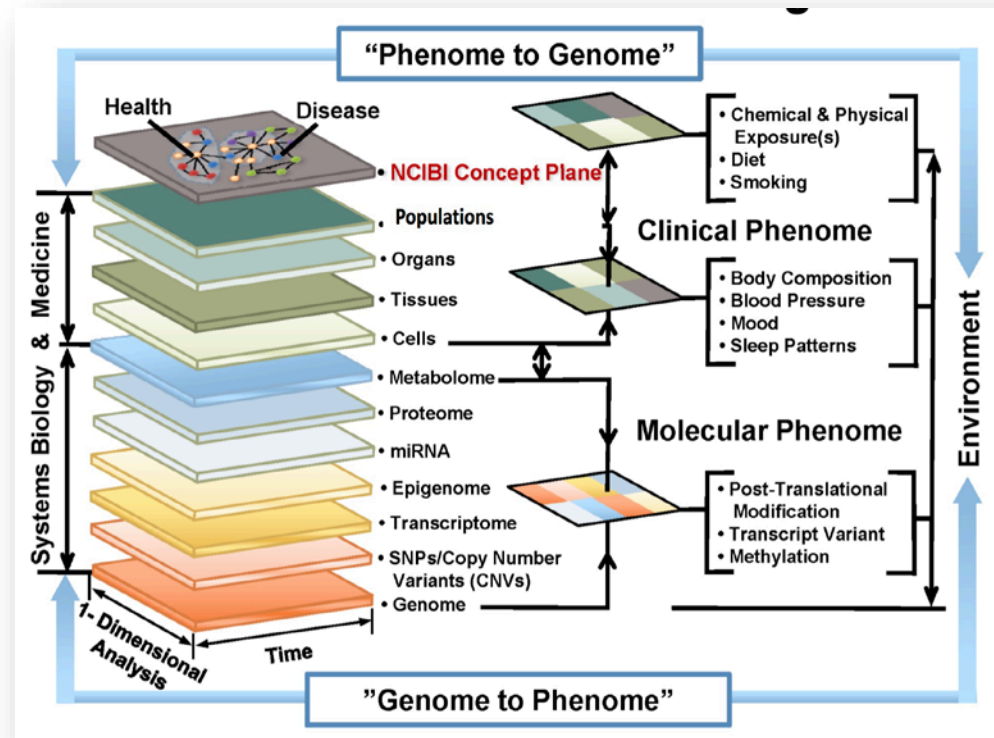 “Phenome to Genome”
Health
Disease
• NCIBI Concept Plane
• Populations
• Organs
• Tissues
• Cells
• Metabolome
• Proteome
• miRNA
• Epigenome
• Transcriptome
• SNPs/Copy Number
Variants (CNVs)
• Genome
Systems Biology & Medicine
1- Dimensional
Analysis
Time
• Chemical & Physical
Exposure(s)
• Diet
• Smoking
Clinical Phenome
• Body Composition
• Blood Pressure
• Mood
• Sleep Patterns
Molecular Phenome
• Post-Translational
Modification
• Transcript Variant
• Methylation
Environment
”Genome to Phenome”